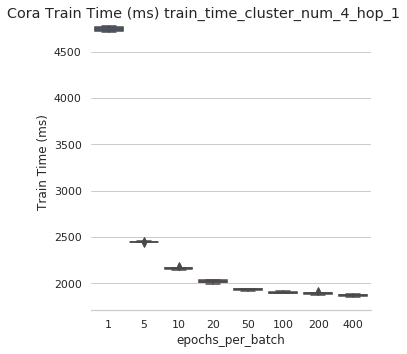 Cora Train Time (ms) train_time_cluster_num_4_hop_1
Train Time (ms)
4500
4000
3500
3000
2500
2000
1 5 10 20 50 100 200 400
epochs_per_batch